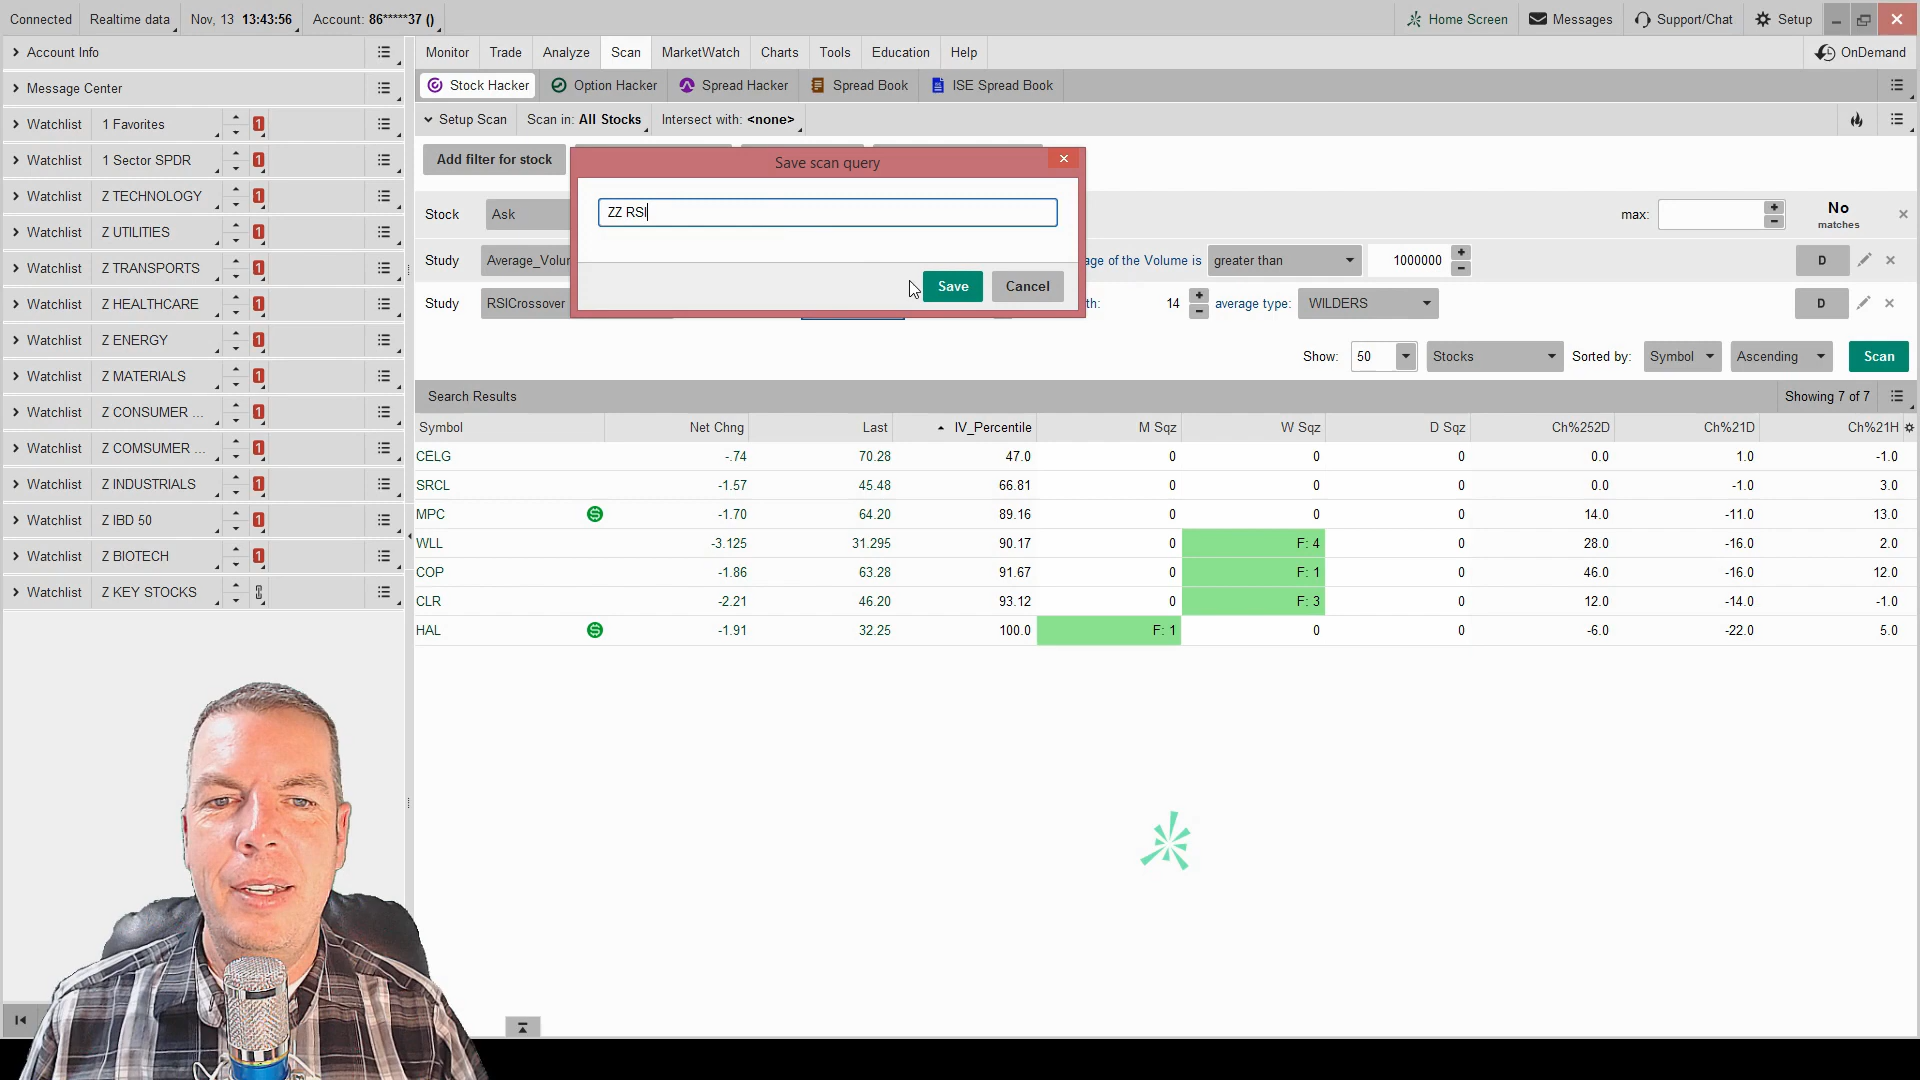 Connected Realtime data Nov, 13 13:43:56 Account: 86*****37 () Home Screen Messages Support/Chat Setup
Account Info Monitor Trade Analyze Scan MarketWatch Charts Tools Education Help OnDemand
Message Center Stock Hacker Option Hacker Spread Hacker Spread Book ISE Spread Book
Watchlist 1 Favorites 1 Setup Scan Scan in: All Stocks Intersect with: <none>
Watchlist 1 Sector SPDR 1 Add filter for stock Save scan query
Watchlist Z TECHNOLOGY 1 Stock Ask ZZ RSI max: No matches
Watchlist Z UTILITIES 1
Watchlist Z TRANSPORTS 1 Study Average_Volu age of the Volume is greater than 1000000 D
Save Cancel
Watchlist Z HEALTHCARE 1 Study RSICrossover th: 14 average type: WILDERS D
Watchlist Z ENERGY 1 Show: 50 Stocks Sorted by: Symbol Ascending Scan
Watchlist Z MATERIALS 1 Search Results Showing 7 of 7
Watchlist Z CONSUMER ... 1 Symbol Net Chng Last IV_Percentile M Sqz W Sqz D Sqz Ch%252D Ch%21D Ch%21H
Watchlist Z COMSUMER ... 1 CELG -.74 70.28 47.0 0 0 0 0.0 1.0 -1.0
Watchlist Z INDUSTRIALS 1 SRCL -1.57 45.48 66.81 0 0 0 0.0 -1.0 3.0
Watchlist Z IBD 50 1 MPC -1.70 64.20 89.16 0 0 0 14.0 -11.0 13.0
Watchlist Z BIOTECH 1 WLL -3.125 31.295 90.17 0 F: 4 0 28.0 -16.0 2.0
Watchlist Z KEY STOCKS COP -1.86 63.28 91.67 0 F: 1 0 46.0 -16.0 12.0
CLR -2.21 46.20 93.12 0 F: 3 0 12.0 -14.0 -1.0
HAL -1.91 32.25 100.0 F: 1 0 0 -6.0 -22.0 5.0